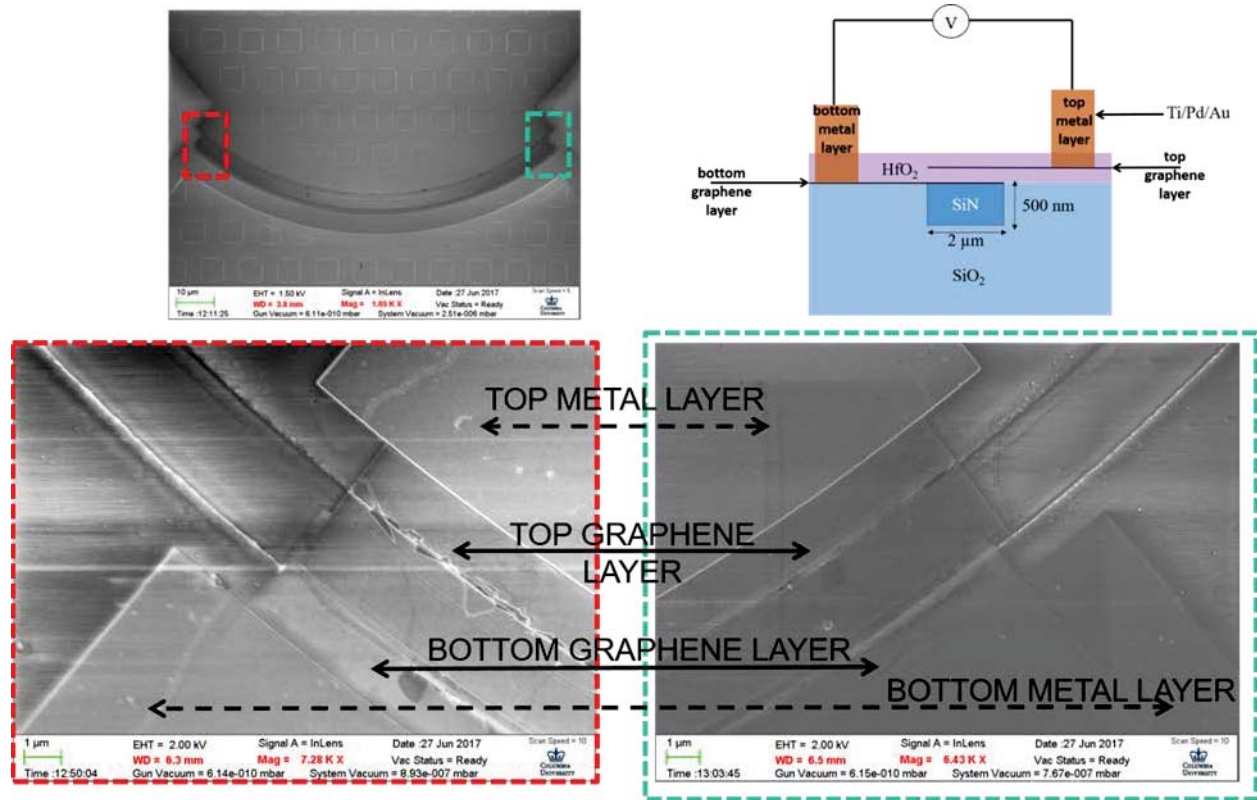 10 µm
EHT = 1.50 kV
Signal A = InLens
Date :27 Jun 2017
WD = 3.8 mm
Mag = 1.65 K X
Vac Status = Ready
Time :12:11:25
Gun Vacuum = 6.11e-010 mbar
System Vacuum = 2.51e-006 mbar
COLUMBIA
UNIVERSITY
V
bottom
metal
layer
top
metal
layer
Ti/Pd/Au
HfO2
bottom
graphene
layer
top
graphene
layer
SiN
500 nm
2 µm
SiO2
TOP METAL LAYER
TOP GRAPHENE
LAYER
BOTTOM GRAPHENE LAYER
BOTTOM METAL LAYER
1 µm
EHT = 2.00 kV
Signal A = InLens
Date :27 Jun 2017
Scan Speed = 10
WD = 6.3 mm
Mag = 7.28 K X
Vac Status = Ready
Time :12:50:04
Gun Vacuum = 6.14e-010 mbar
System Vacuum = 8.93e-007 mbar
COLUMBIA
UNIVERSITY
1 µm
EHT = 2.00 kV
Signal A = InLens
Date :27 Jun 2017
Scan Speed = 10
WD = 6.5 mm
Mag = 6.43 K X
Vac Status = Ready
Time :13:03:45
Gun Vacuum = 6.15e-010 mbar
System Vacuum = 7.67e-007 mbar
COLUMBIA
UNIVERSITY